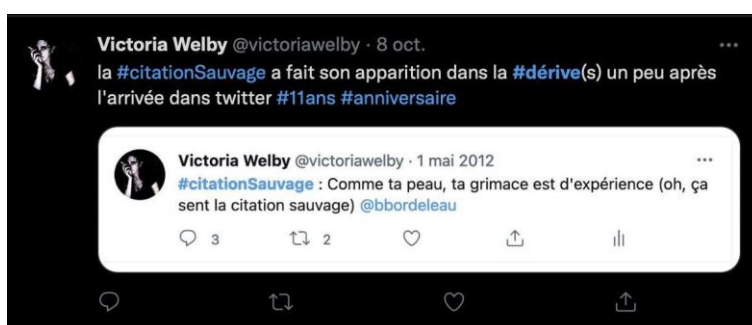 Victoria Welby @victoriawelby · 8 oct.
la #citationSauvage a fait son apparition dans la #dérive(s) un peu après
l'arrivée dans twitter #11ans #anniversaire
Victoria Welby @victoriawelby · 1 mai 2012
#citationSauvage : Comme ta peau, ta grimace est d'expérience (oh, ça
sent la citation sauvage) @bbordeleau
3 2